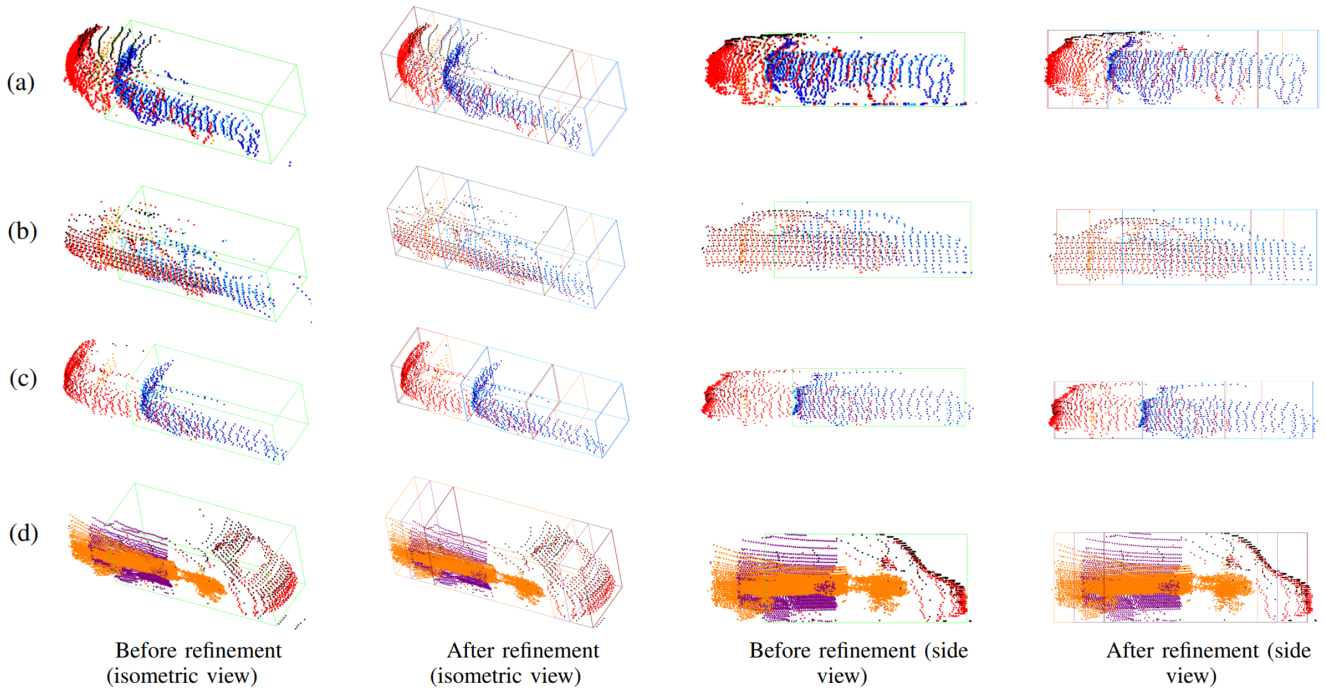 (a)
(b)
(c)
(d)
Before refinement
(isometric view)
After refinement
(isometric view)
Before refinement (side
view)
After refinement (side
view)